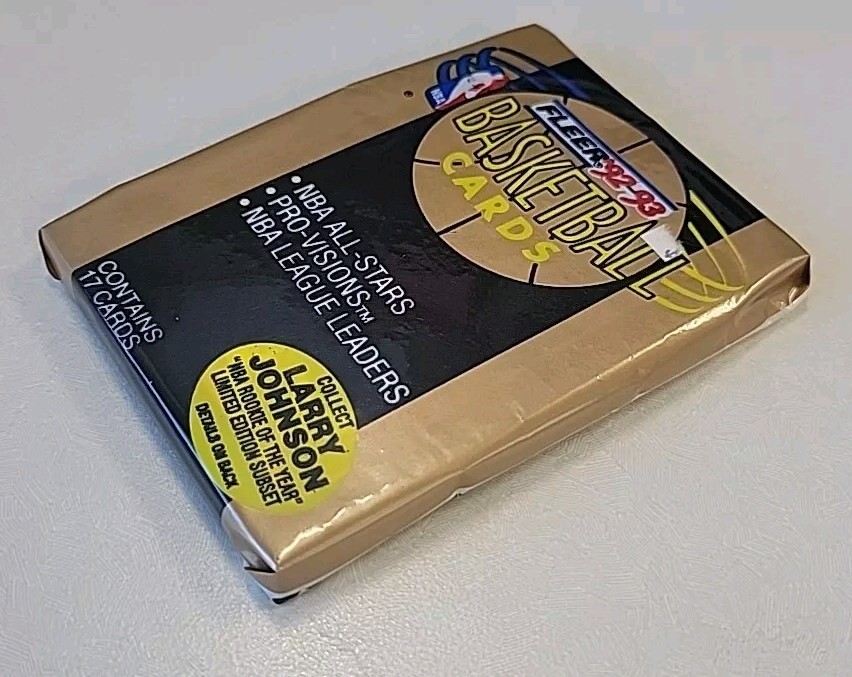 NBA
FLEER '92-93
BASKETBALL
CARDS
• NBA ALL-STARS
• PRO-VISIONS™
• NBA LEAGUE LEADERS
CONTAINS
17 CARDS
COLLECT
LARRY
JOHNSON
"NBA ROOKIE OF THE YEAR"
LIMITED EDITION SUBSET
DETAILS ON BACK